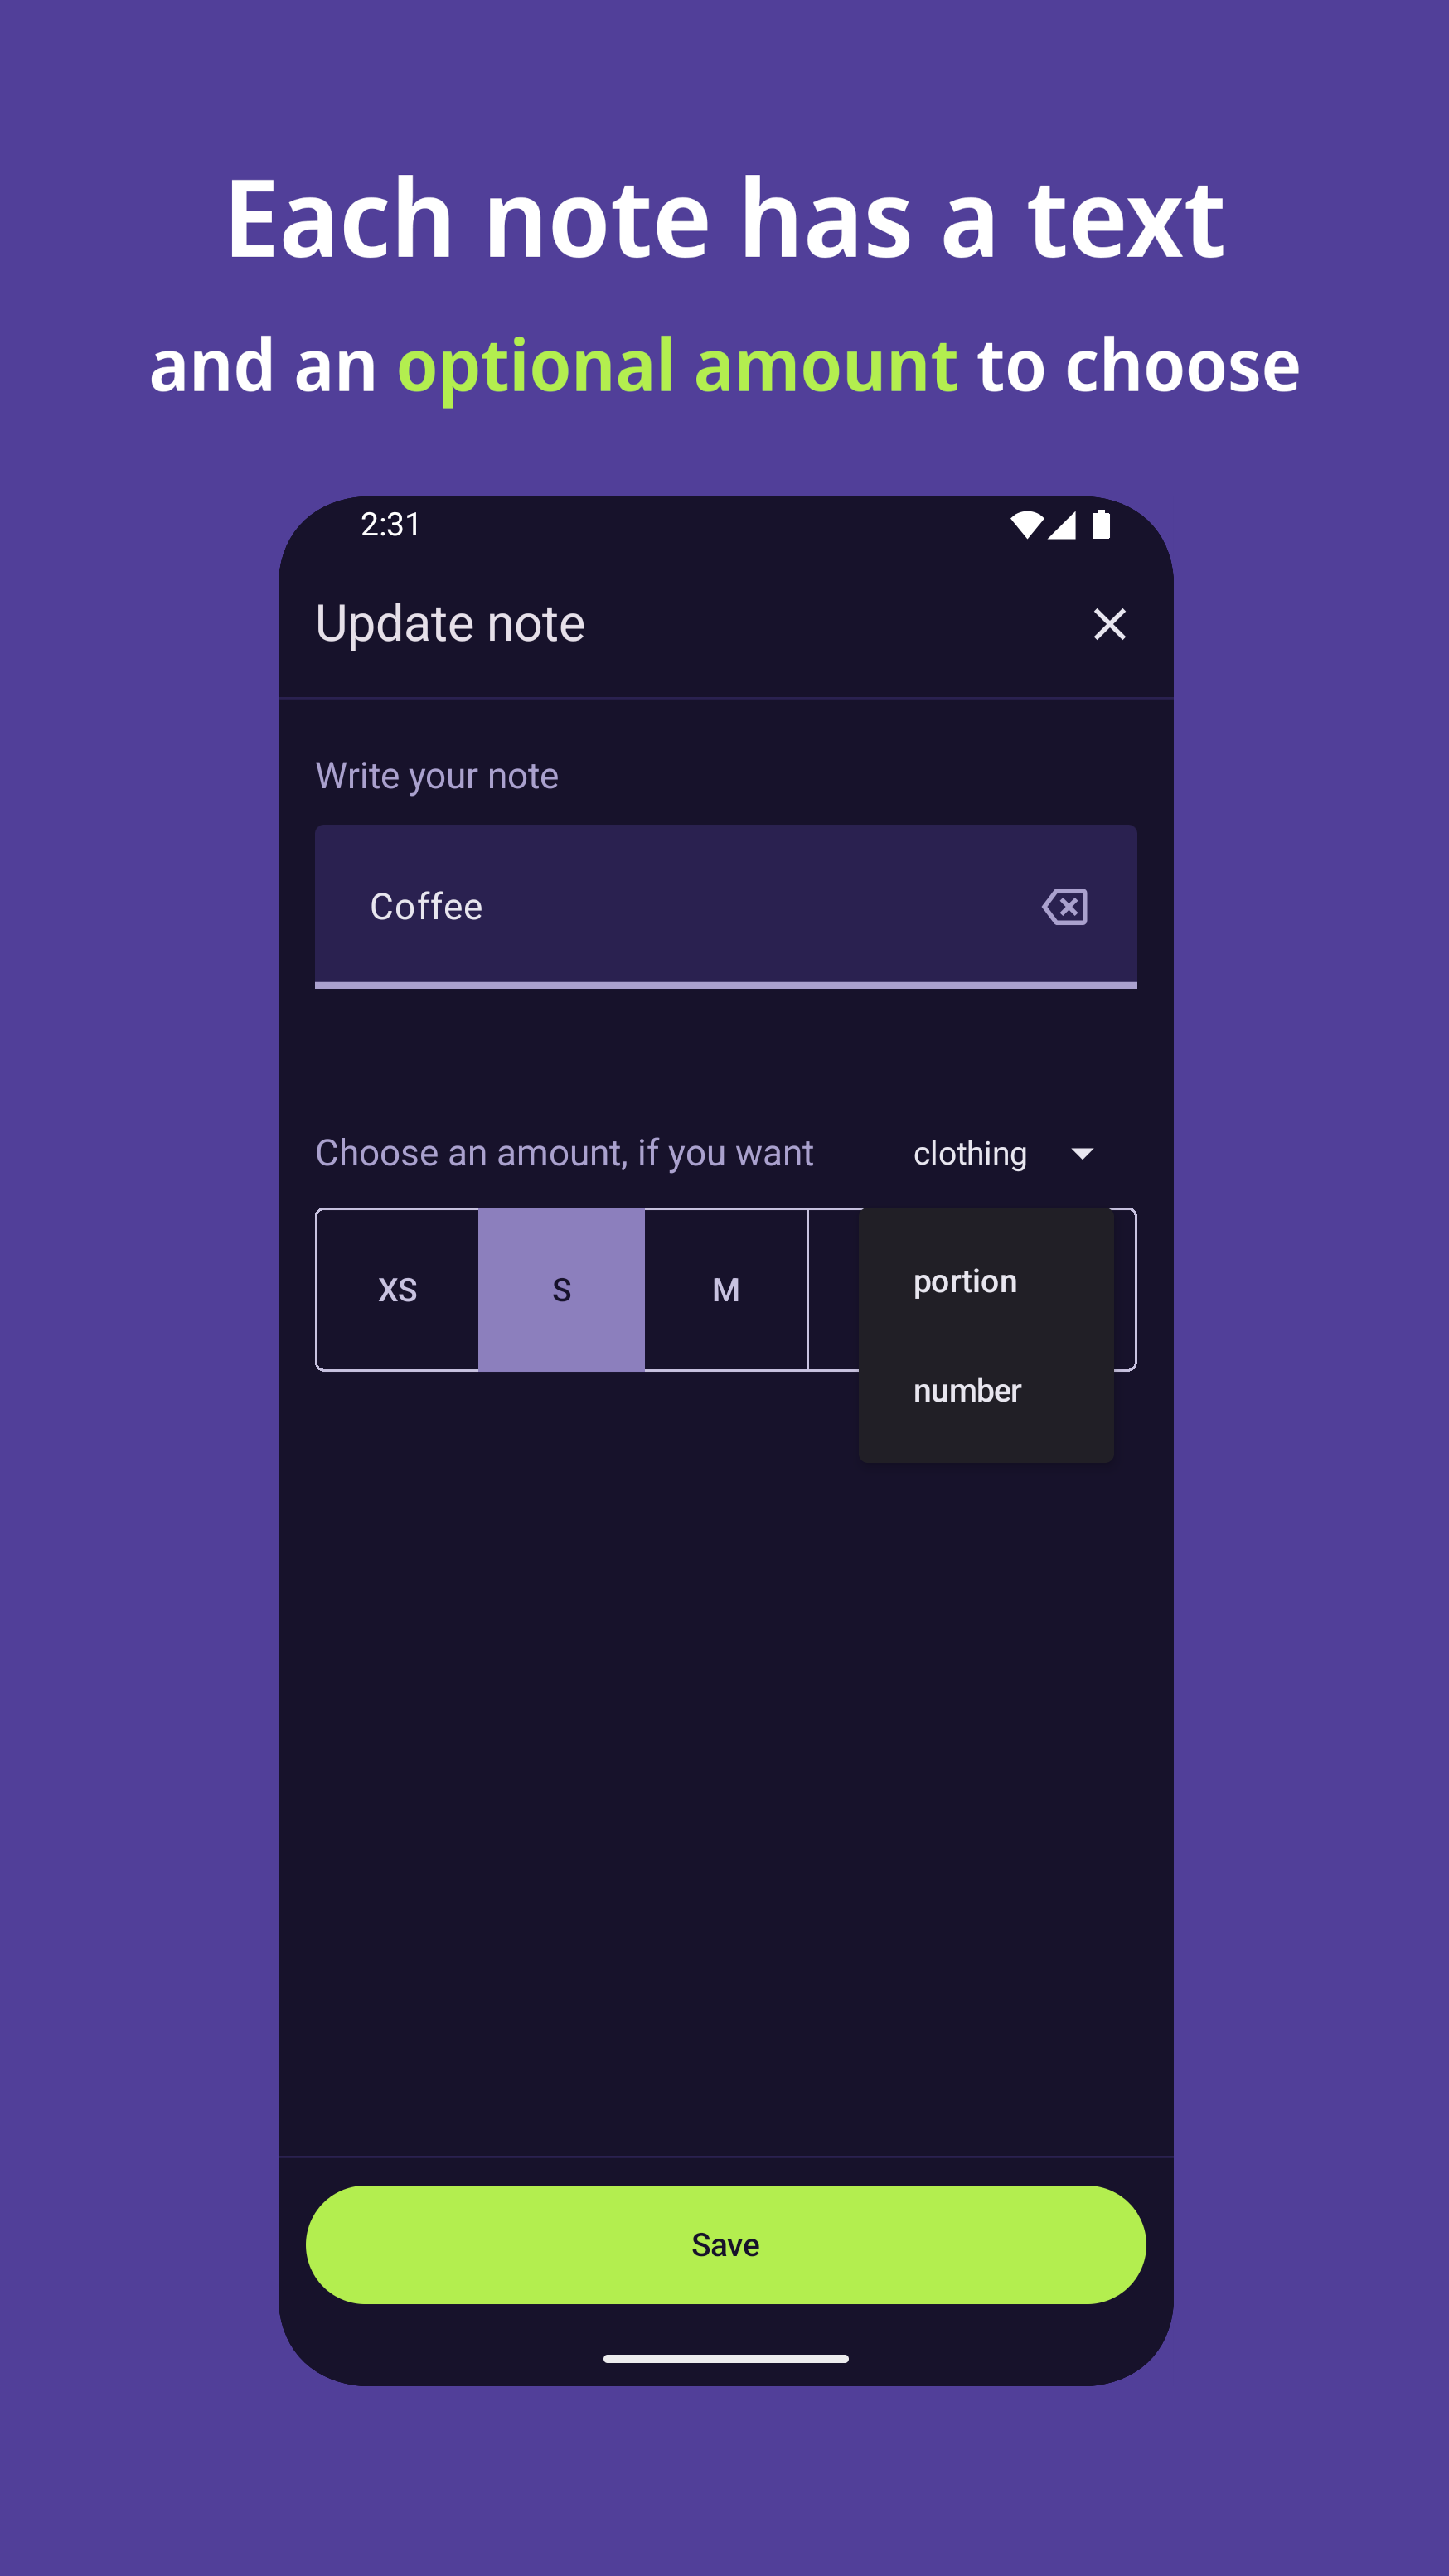 Each note has a text
and an optional amount to choose
2:31
Update note
Write your note
Coffee
Choose an amount, if you want clothing
XS S M
portion
number
Save